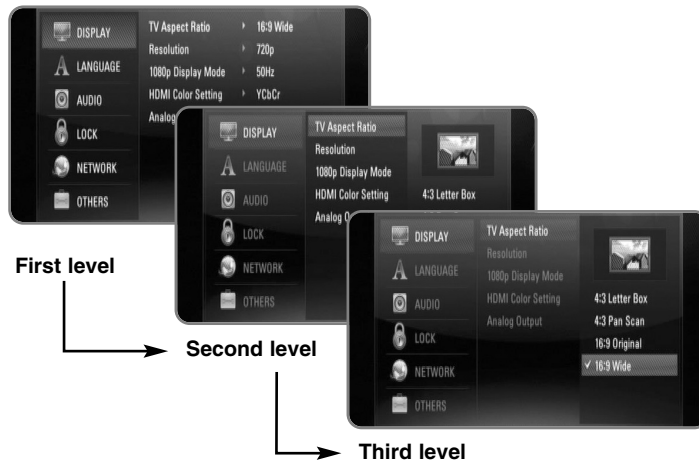 DISPLAY
LANGUAGE
AUDIO
LOCK
NETWORK
OTHERS
TV Aspect Ratio 16:9 Wide
Resolution 720p
1080p Display Mode 50Hz
HDMI Color Setting YCbCr
Analog
First level
DISPLAY
LANGUAGE
AUDIO
LOCK
NETWORK
OTHERS
TV Aspect Ratio
Resolution
1080p Display Mode
HDMI Color Setting
Analog O
4:3 Letter Box
Second level
DISPLAY
LANGUAGE
AUDIO
LOCK
NETWORK
OTHERS
TV Aspect Ratio
Resolution
1080p Display Mode
HDMI Color Setting
Analog Output
4:3 Letter Box
4:3 Pan Scan
16:9 Original
✓ 16:9 Wide
Third level